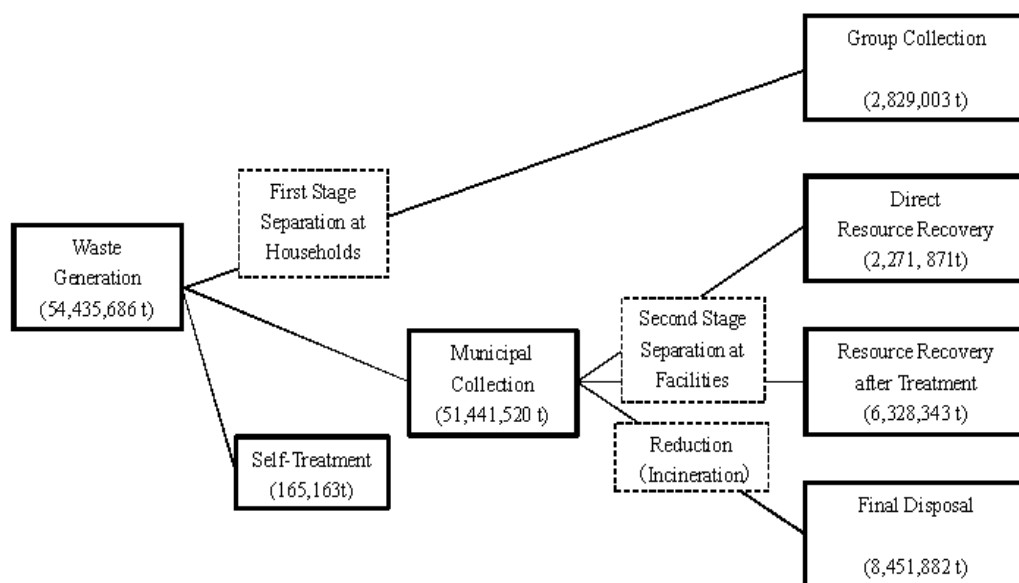 Group Collection
(2,829,003 t)
First Stage
Separation at
Households
Direct
Resource Recovery
(2,271, 871t)
Waste
Generation
(54,435,686 t)
Second Stage
Separation at
Facilities
Municipal
Collection
(51,441,520 t)
Resource Recovery
after Treatment
(6,328,343 t)
Self-Treatment
(165,163t)
Reduction
(Incineration)
Final Disposal
(8,451,882 t)